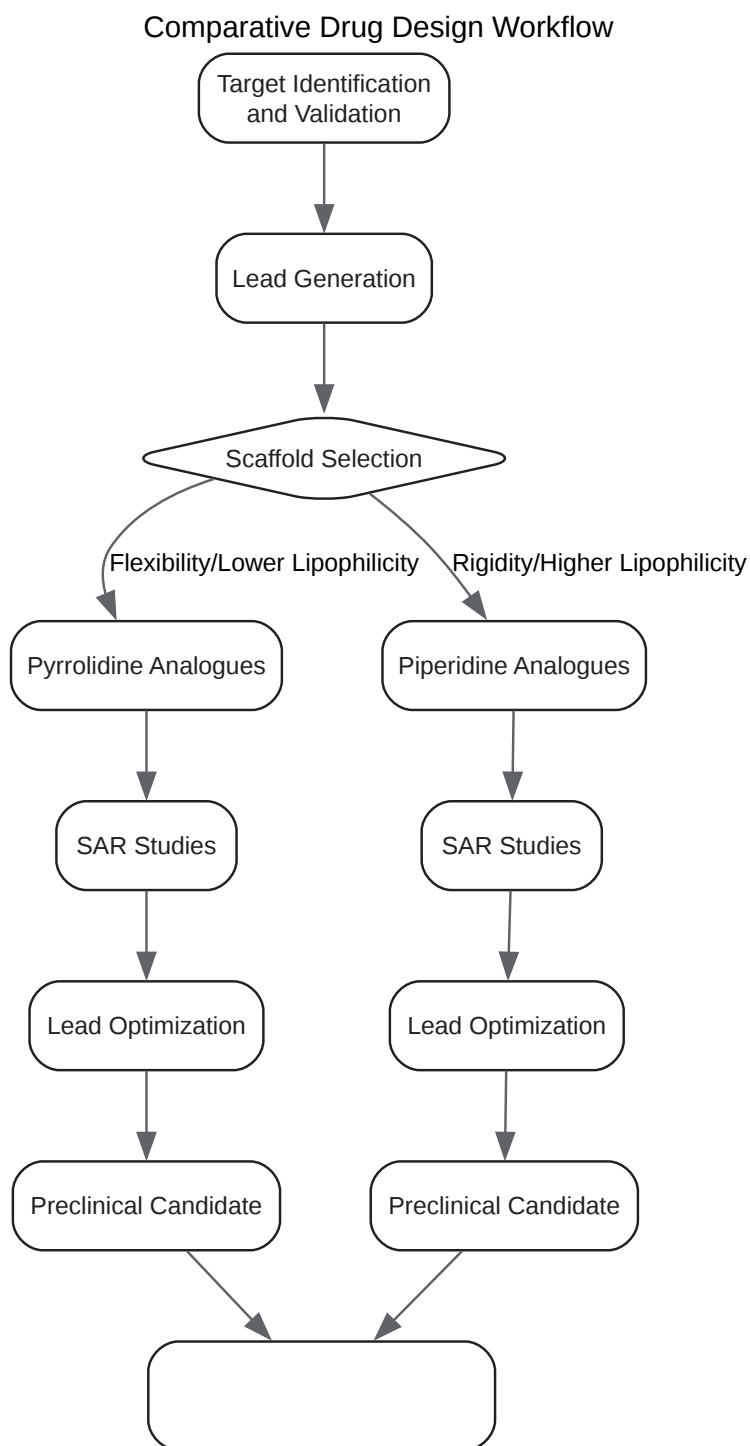 Comparative Drug Design Workflow
Target Identification
and Validation
Lead Generation
Scaffold Selection
Flexibility/Lower Lipophilicity
Rigidity/Higher Lipophilicity
Pyrrolidine Analogues
Piperidine Analogues
SAR Studies
SAR Studies
Lead Optimization
Lead Optimization
Preclinical Candidate
Preclinical Candidate